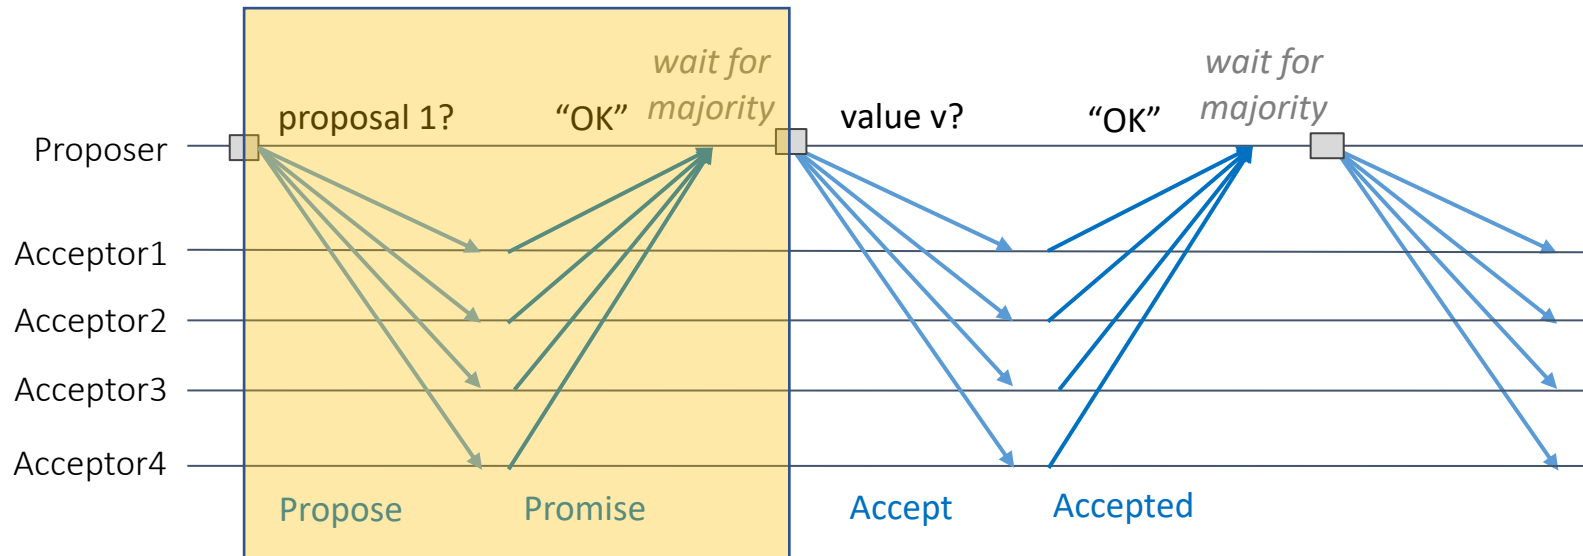 wait for
majority
wait for
majority
proposal 1?
“OK”
value v?
“OK”
Proposer
Acceptor1
Acceptor2
Acceptor3
Acceptor4
Propose
Promise
Accept
Accepted